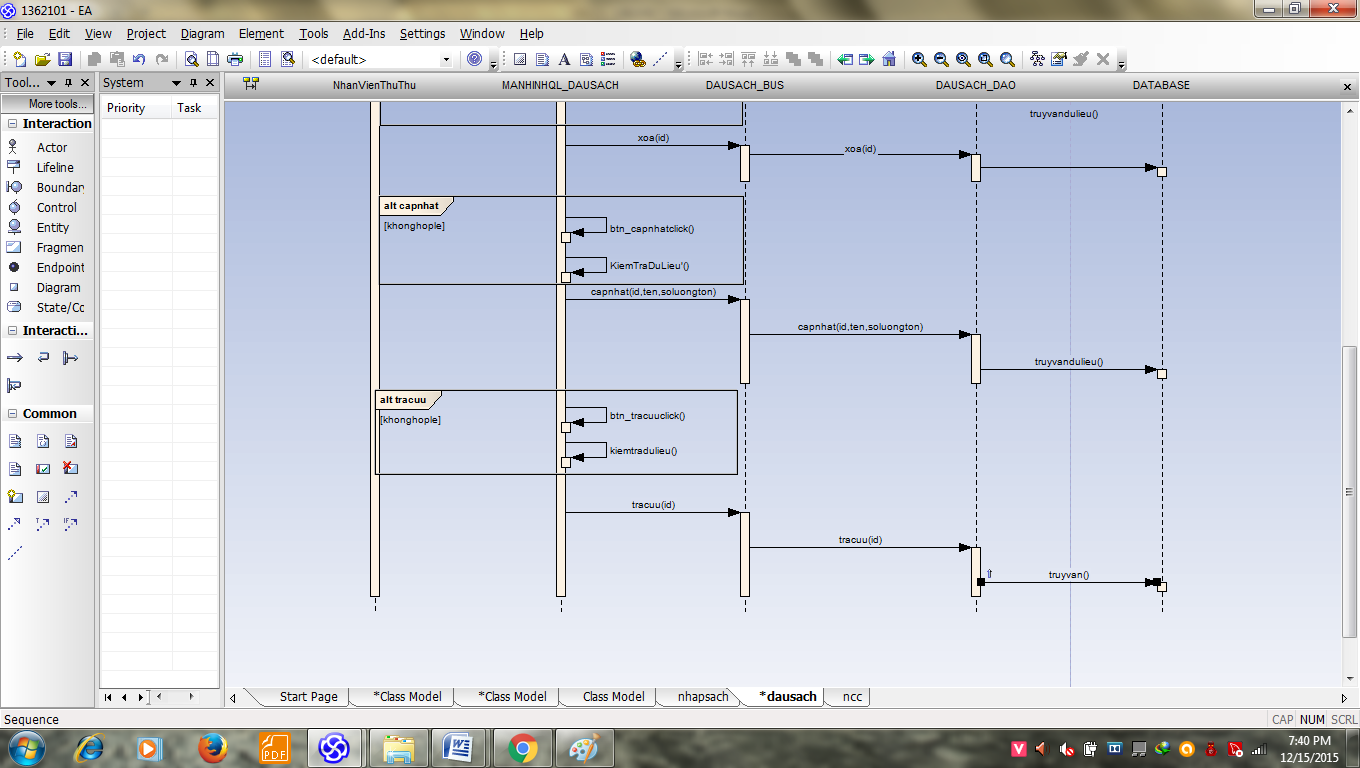 1362101 - EA
File Edit View Project Diagram Element Tools Add-Ins Settings Window Help
<default>
Tool...
System
NhanVienThuThu MANHINHQL_DAUSACH DAUSACH_BUS DAUSACH_DAO DATABASE
More tools...
Priority Task
Interaction
Actor
Lifeline
Boundar
Control
Entity
Fragmen
Endpoint
Diagram
State/Co
Interacti...
Common
truyvandulieu()
xoa(id)
xoa(id)
alt capnhat
[khonghople]
btn_capnhatclick()
KiemTraDuLieu'()
capnhat(id,ten,soluongton)
capnhat(id,ten,soluongton)
truyvandulieu()
alt tracuu
[khonghople]
btn_tracuuclick()
kiemtradulieu()
tracuu(id)
tracuu(id)
truyvan()
Start Page *Class Model *Class Model Class Model nhapsach *dausach ncc
Sequence
CAP NUM SCRL
PDF
7:40 PM
12/15/2015